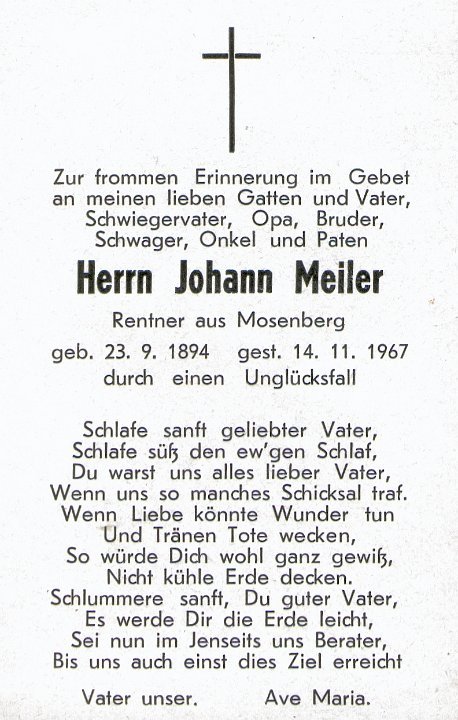 Zur frommen Erinnerung im Gebet
an meinen lieben Gatten und Vater,
Schwiegervater, Opa, Bruder,
Schwager, Onkel und Paten
Herrn Johann Meiler
Rentner aus Mosenberg
geb. 23. 9. 1894 gest. 14. 11. 1967
durch einen Unglücksfall
Schlafe sanft geliebter Vater,
Schlafe süß den ew'gen Schlaf,
Du warst uns alles lieber Vater,
Wenn uns so manches Schicksal traf.
Wenn Liebe könnte Wunder tun
Und Tränen Tote wecken,
So würde Dich wohl ganz gewiß,
Nicht kühle Erde decken.
Schlummere sanft, Du guter Vater,
Es werde Dir die Erde leicht,
Sei nun im Jenseits uns Berater,
Bis uns auch einst dies Ziel erreicht
Vater unser. Ave Maria.